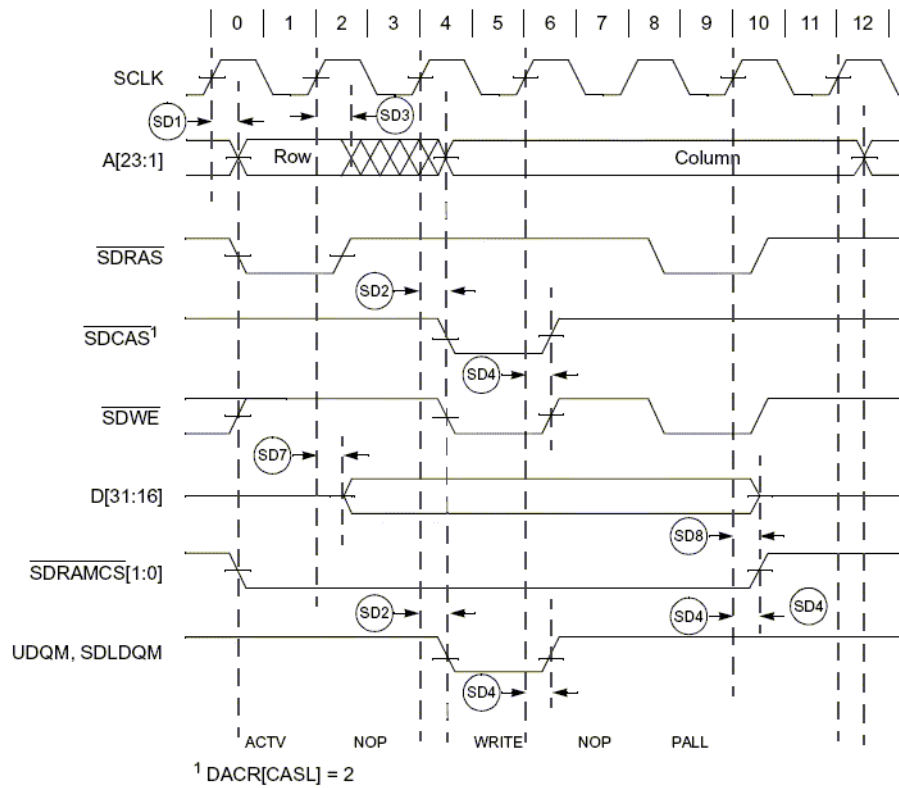 0 1 2 3 4 5 6 7 8 9 10 11 12
SCLK
SD1 SD3
A[23:1] Row Column
SDRAS
SD2
SDCAS¹
SD4
SDWE
SD7
D[31:16]
SD8
SDRAMCS[1:0]
SD2 SD4 SD4
UDQM, SDLDQM
SD4
ACTV NOP WRITE NOP PALL
¹ DACR[CASL] = 2